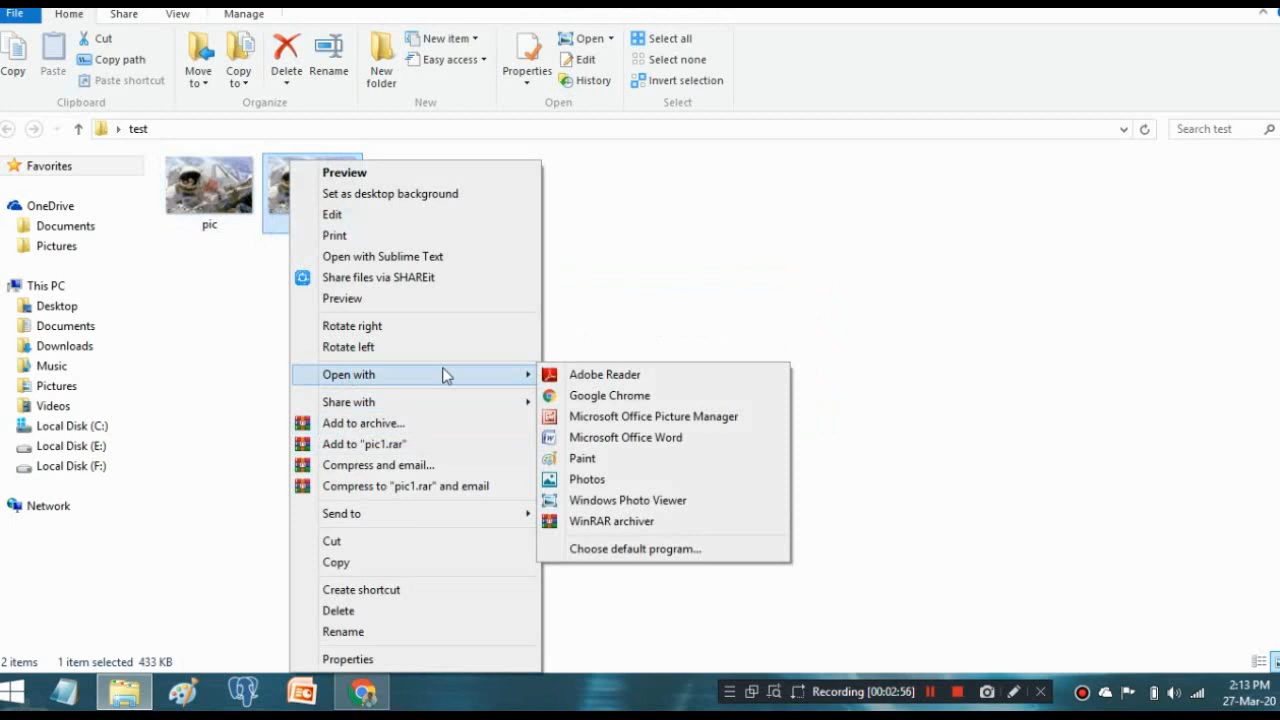 File Home Share View Manage
Cut
Copy path
Paste shortcut
Copy Paste
Clipboard
Move to
Copy to
Delete Rename
Organize
New folder
New item
Easy access
New
Properties
Open
Edit
History
Open
Select all
Select none
Invert selection
Select
test
Search test
Favorites
OneDrive
Documents
Pictures
This PC
Desktop
Documents
Downloads
Music
Pictures
Videos
Local Disk (C:)
Local Disk (E:)
Local Disk (F:)
Network
pic
Preview
Set as desktop background
Edit
Print
Open with Sublime Text
Share files via SHAREit
Preview
Rotate right
Rotate left
Open with
Share with
Add to archive...
Add to "pic1.rar"
Compress and email...
Compress to "pic1.rar" and email
Send to
Cut
Copy
Create shortcut
Delete
Rename
Properties
Adobe Reader
Google Chrome
Microsoft Office Picture Manager
Microsoft Office Word
Paint
Photos
Windows Photo Viewer
WinRAR archiver
Choose default program...
2 items 1 item selected 433 KB
Recording [00:02:56]
2:13 PM
27-Mar-20